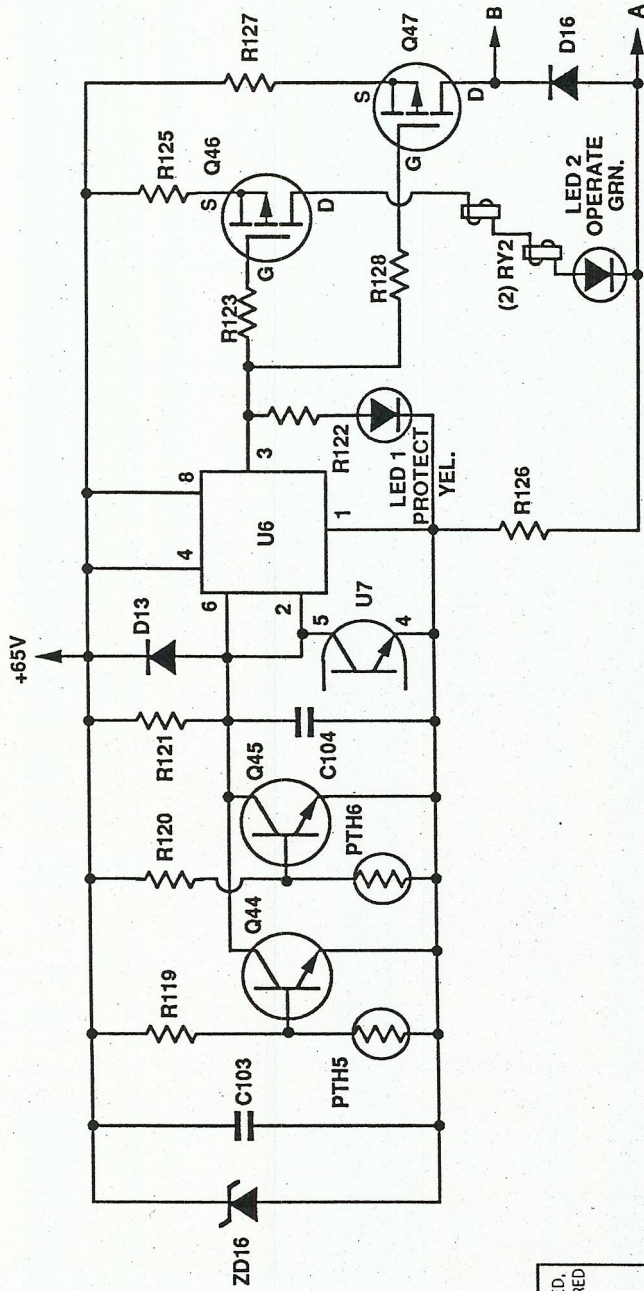 +65V
R127
R125
Q47
Q46
S
D
G
B
D16
A
S
D
G
R123
R128
(2) RY2
LED 2
OPERATE
GRN.
8
4
3
6
2
1
U6
R122
LED 1
PROTECT
YEL.
R126
D13
U7
5
4
R121
C104
Q45
R120
PTH6
Q44
R119
PTH5
C103
ZD16
ED,
RED